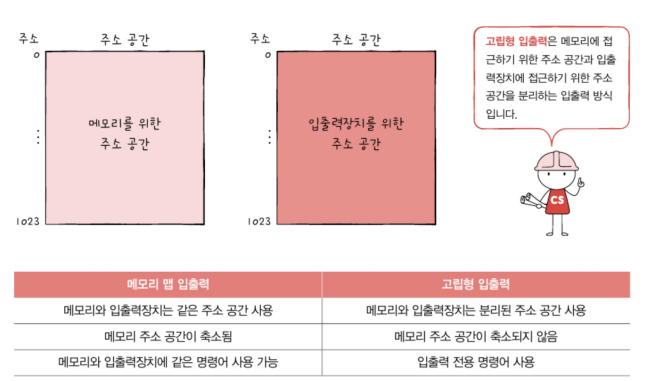 주소 주소 공간
0
메모리를 위한
주소 공간
⋮
1023
주소 주소 공간
0
입출력장치를 위한
주소 공간
⋮
1023
고립형 입출력은 메모리에 접
근하기 위한 주소 공간과 입출
력장치에 접근하기 위한 주소
공간을 분리하는 입출력 방식
입니다.
CS
메모리 맵 입출력 고립형 입출력
메모리와 입출력장치는 같은 주소 공간 사용 메모리와 입출력장치는 분리된 주소 공간 사용
메모리 주소 공간이 축소됨 메모리 주소 공간이 축소되지 않음
메모리와 입출력장치에 같은 명령어 사용 가능 입출력 전용 명령어 사용